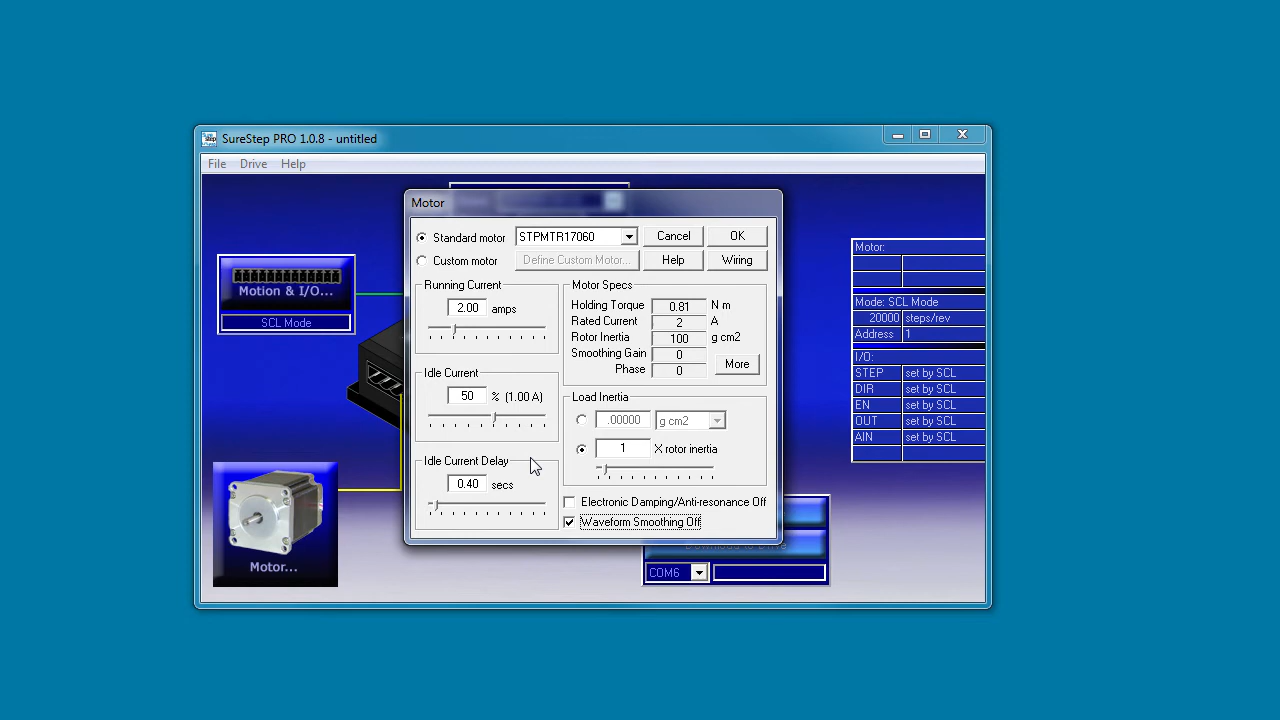 SureStep PRO 1.0.8 - untitled
File Drive Help
Motion & I/O...
SCL Mode
Motor...
Motor
Standard motor STPMTR17060 Cancel OK
Custom motor Define Custom Motor... Help Wiring
Running Current
2.00 amps
Idle Current
50 % (1.00 A)
Idle Current Delay
0.40 secs
Motor Specs
Holding Torque 0.81 N m
Rated Current 2 A
Rotor Inertia 100 g cm2
Smoothing Gain 0
Phase 0
More
Load Inertia
.00000 g cm2
1 X rotor inertia
Electronic Damping/Anti-resonance Off
Waveform Smoothing Off
Download to Drive
COM6
Motor:
Mode: SCL Mode
20000 steps/rev
Address 1
I/O:
STEP set by SCL
DIR set by SCL
EN set by SCL
OUT set by SCL
AIN set by SCL